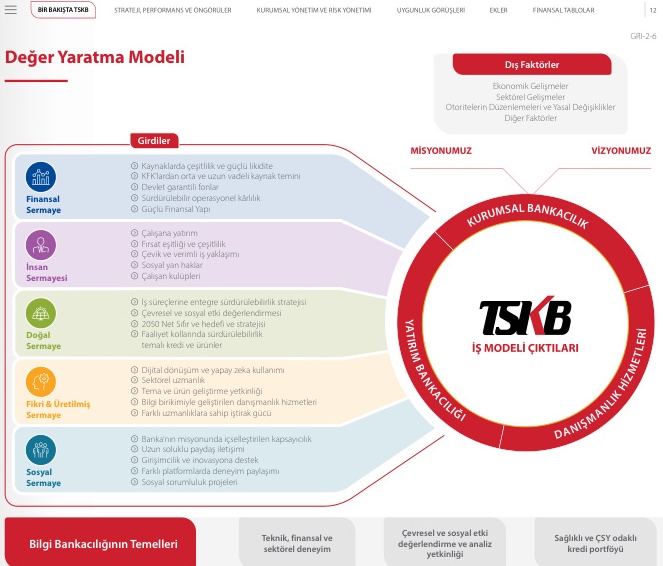 BİR BAKIŞTA TSKB
STRATEJİ, PERFORMANS VE ÖNGÖRÜLER
KURUMSAL YÖNETİM VE RİSK YÖNETİMİ
UYGUNLUK GÖRÜŞLERİ
EKLER
FİNANSAL TABLOLAR
12
GRI-2-6
Değer Yaratma Modeli
Dış Faktörler
Ekonomik Gelişmeler
Sektörel Gelişmeler
Otoritelerin Düzenlemeleri ve Yasal Değişiklikler
Diğer Faktörler
MİSYONUMUZ
VİZYONUMUZ
Girdiler
Finansal
Sermaye
Kaynaklarda çeşitlilik ve güçlü likidite
KFK'lardan orta ve uzun vadeli kaynak temini
Devlet garantili fonlar
Sürdürülebilir operasyonel kârlılık
Güçlü Finansal Yapı
İnsan
Sermayesi
Çalışana yatırım
Fırsat eşitliği ve çeşitlilik
Çevik ve verimli iş yaklaşımı
Sosyal yan haklar
Çalışan kulüpleri
Doğal
Sermaye
İş süreçlerine entegre sürdürülebilirlik stratejisi
Çevresel ve sosyal etki değerlendirmesi
2050 Net Sıfır ve hedefi ve stratejisi
Faaliyet kollarında sürdürülebilirlik
temalı kredi ve ürünler
Fikri & Üretilmiş
Sermaye
Dijital dönüşüm ve yapay zeka kullanımı
Sektörel uzmanlık
Tema ve ürün geliştirme yetkinliği
Bilgi birikimiyle geliştirilen danışmanlık hizmetleri
Farklı uzmanlıklara sahip iştirak gücü
Sosyal
Sermaye
Banka'nın misyonunda içselleştirilen kapsayıcılık
Uzun soluklu paydaş iletişimi
Girişimcilik ve inovasyona destek
Farklı platformlarda deneyim paylaşımı
Sosyal sorumluluk projeleri
KURUMSAL BANKACILIK
YATIRIM BANKACILIĞI
DANIŞMANLIK HİZMETLERİ
TSKB
İŞ MODELİ ÇIKTILARI
Bilgi Bankacılığının Temelleri
Teknik, finansal ve
sektörel deneyim
Çevresel ve sosyal etki
değerlendirme ve analiz
yetkinliği
Sağlıklı ve ÇSY odaklı
kredi portföyü